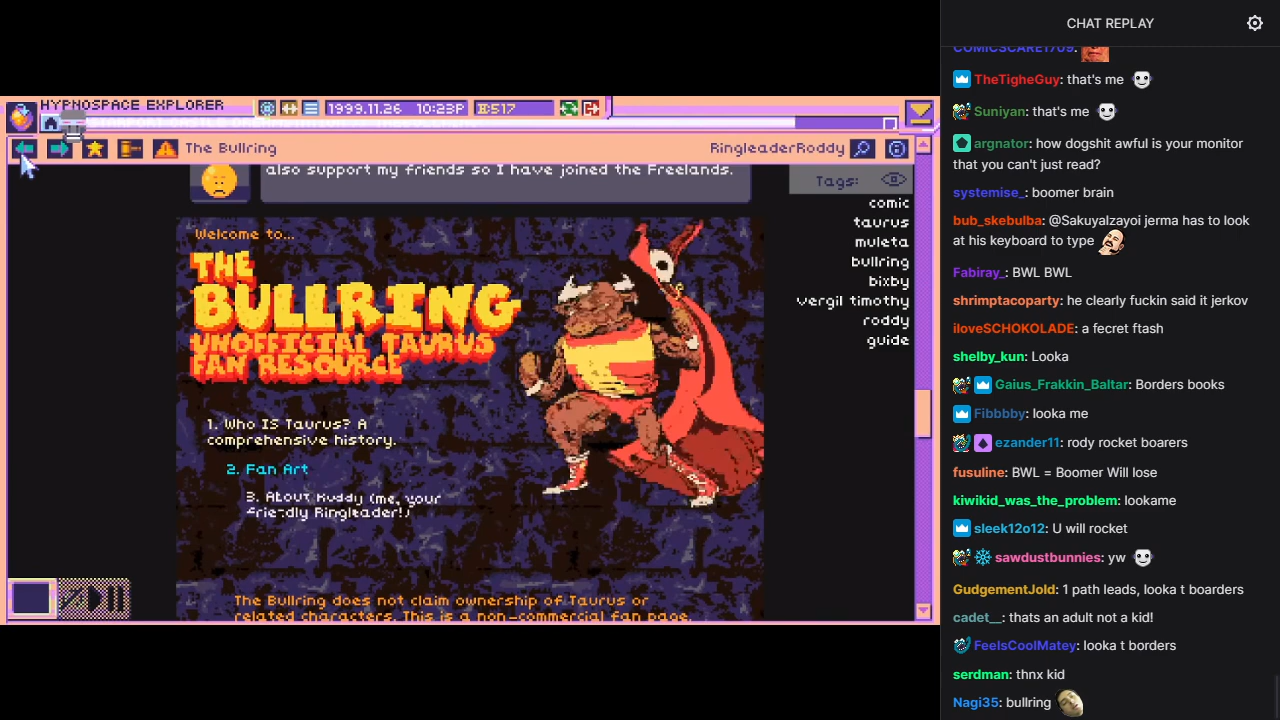 HYPNOSPACE EXPLORER
1999.11.26 10:23P
517
The Bullring
RingleaderRoddy
also support my friends so I have joined the Freelands.
Tags:
comic
taurus
muleta
bullring
bixby
vergil timothy
roddy
guide
Welcome to...
THE
BULLRING
UNOFFICIAL TAURUS
FAN RESOURCE
1. Who IS Taurus? A
comprehensive history.
2. Fan Art
3. About Roddy (me, your
friendly Ringleader!)
The Bullring does not claim ownership of Taurus or
related characters. This is a non-commercial fan page.
CHAT REPLAY
COMICSCARE1709:
TheTigheGuy: that's me
Suniyan: that's me
argnator: how dogshit awful is your monitor
that you can't just read?
systemise_: boomer brain
bub_skebulba: @SakuyaIzayoi jerma has to look
at his keyboard to type
Fabiray_: BWL BWL
shrimptacoparty: he clearly fuckin said it jerkov
iloveSCHOKOLADE: a fecret ftash
shelby_kun: Looka
Gaius_Frakkin_Baltar: Borders books
Fibbbby: looka me
ezander11: rody rocket boarers
fusuline: BWL = Boomer Will lose
kiwikid_was_the_problem: lookame
sleek12o12: U will rocket
sawdustbunnies: yw
GudgementJold: 1 path leads, looka t boarders
cadet__: thats an adult not a kid!
FeelsCoolMatey: looka t borders
serdman: thnx kid
Nagi35: bullring